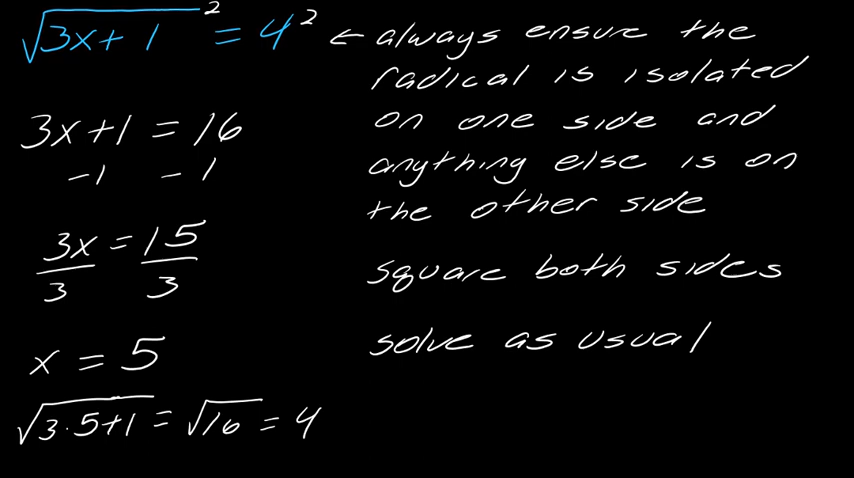 √3x+1² = 4² ← always ensure the
radical is isolated
3x+1 = 16 on one side and
-1 -1 anything else is on
the other side
3x = 15
3 3
square both sides
x = 5 solve as usual
√3·5+1 = √16 = 4